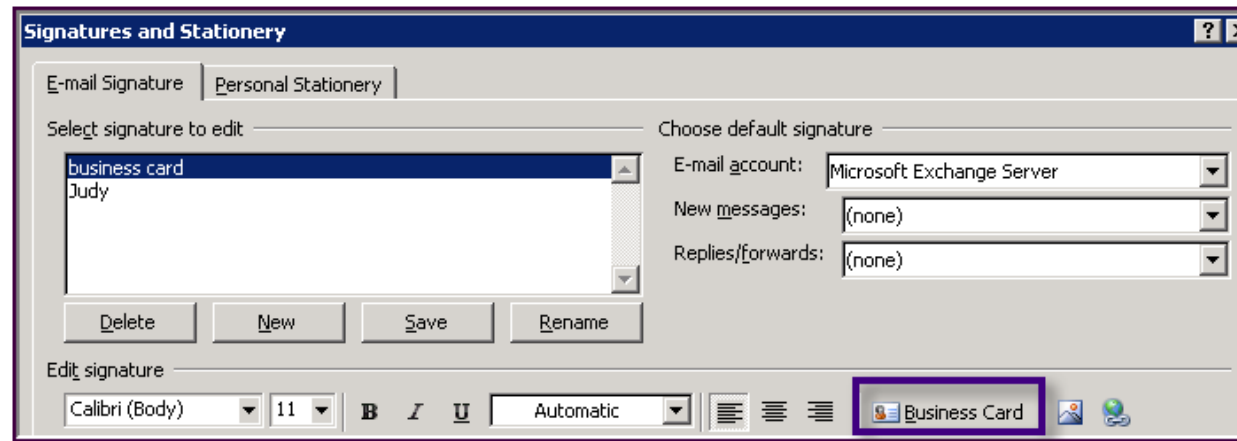 Signatures and Stationery
E-mail Signature Personal Stationery
Select signature to edit
business card
Judy
Delete New Save Rename
Choose default signature
E-mail account: Microsoft Exchange Server
New messages: (none)
Replies/forwards: (none)
Edit signature
Calibri (Body) 11 B I U Automatic Business Card